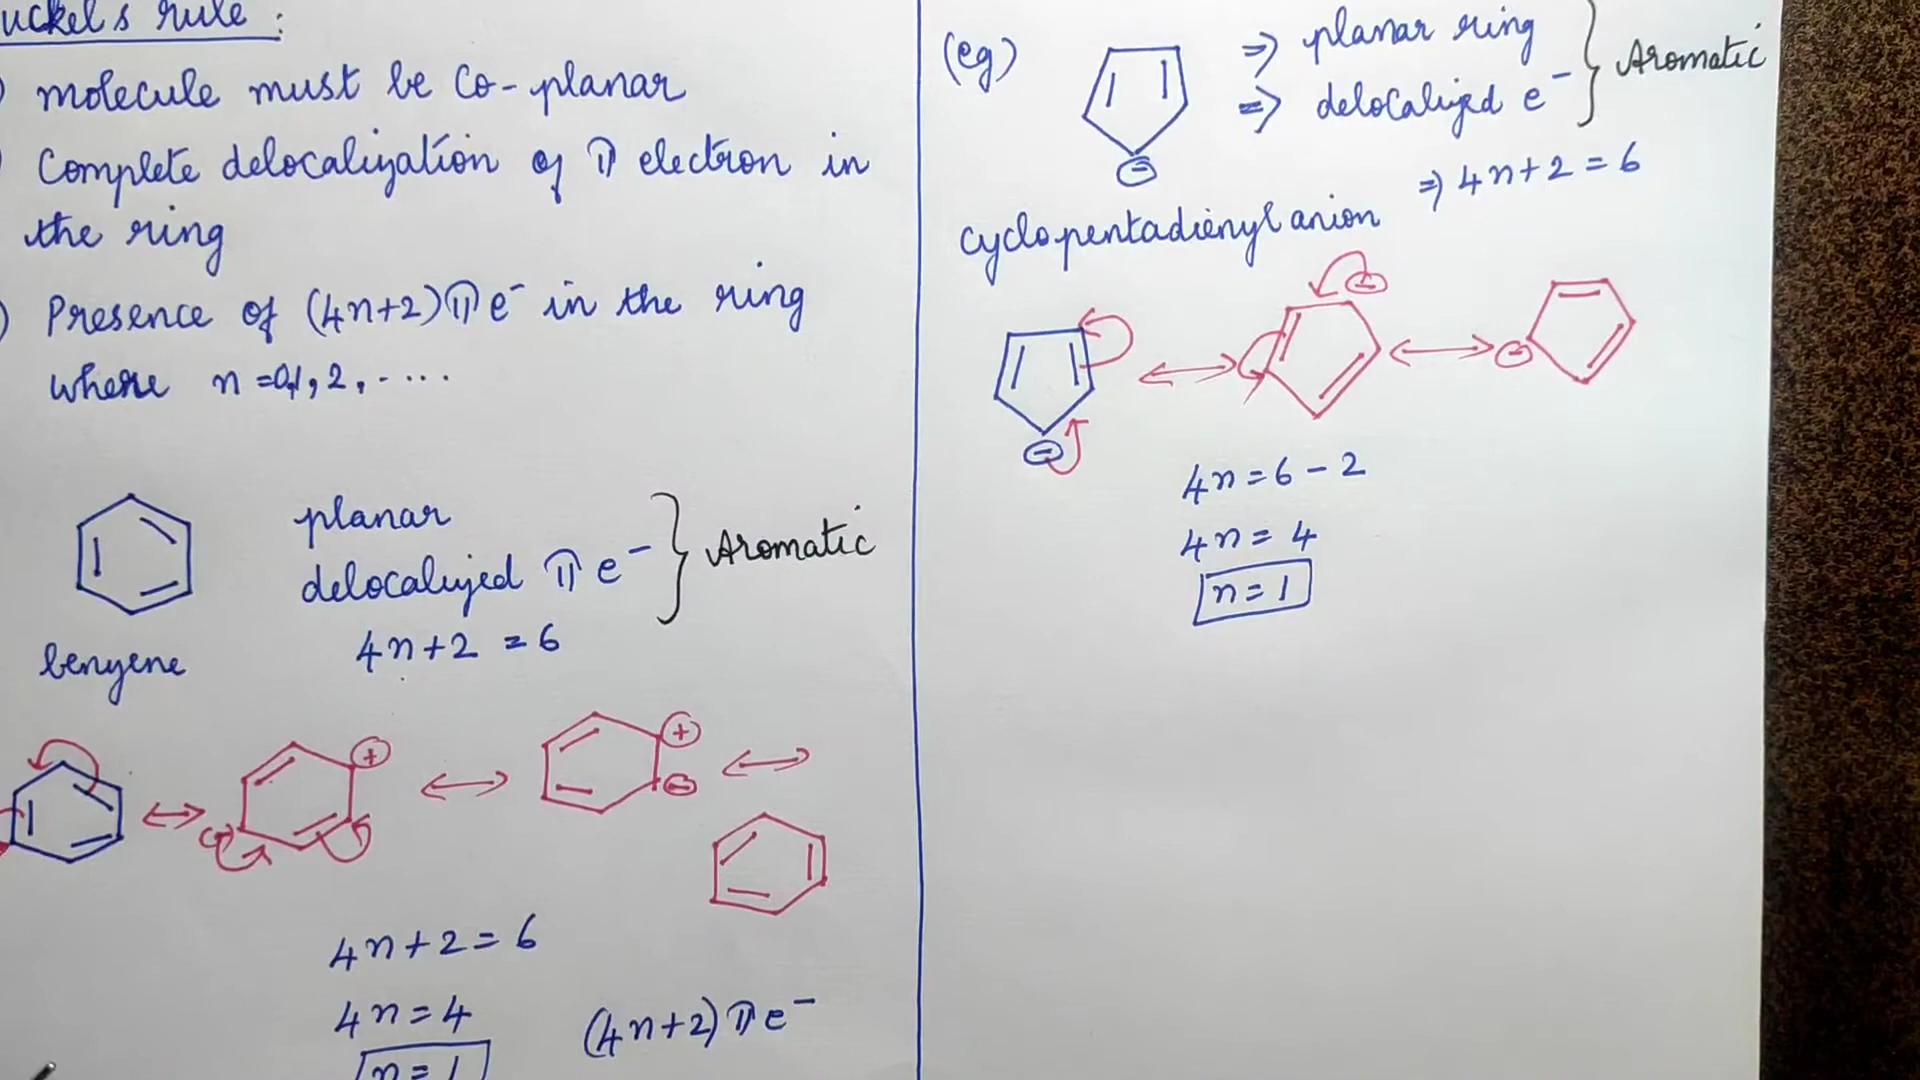 uckel's rule :
molecule must be co-planar
Complete delocalization of π electron in
the ring
Presence of (4n+2)π e⁻ in the ring
where n=0,1,2,....
planar
delocalized π e⁻ } Aromatic
4n+2 = 6
benzene
+
+
-
4n+2=6
4n=4
n=1
(4n+2)π e⁻
(eg)
⇒ planar ring
⇒ delocalized e⁻ } Aromatic
-
⇒ 4n+2=6
cyclopentadienyl anion
-
-
-
4n=6-2
4n=4
n=1